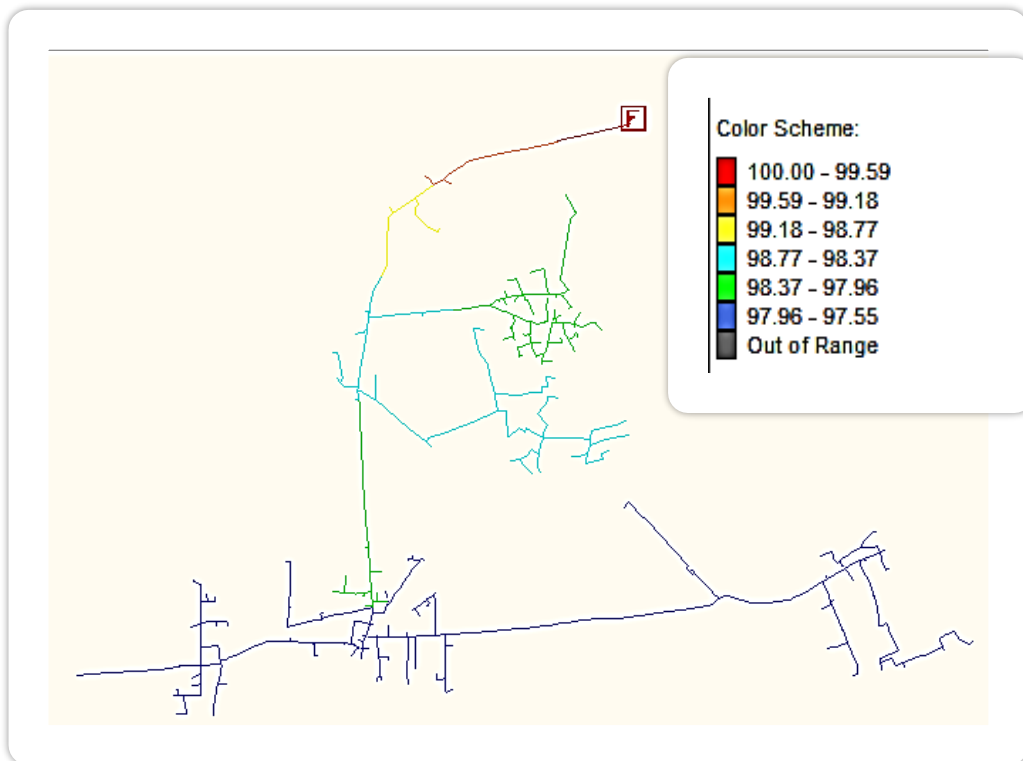 F
Color Scheme:
100.00 - 99.59
99.59 - 99.18
99.18 - 98.77
98.77 - 98.37
98.37 - 97.96
97.96 - 97.55
Out of Range